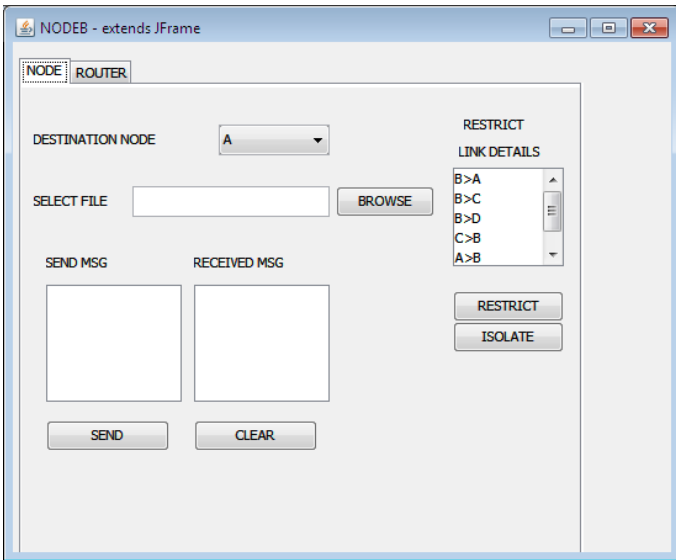 NODEB - extends JFrame
NODE ROUTER
DESTINATION NODE A
RESTRICT
LINK DETAILS
B>A
B>C
B>D
C>B
A>B
SELECT FILE BROWSE
SEND MSG RECEIVED MSG
RESTRICT
ISOLATE
SEND CLEAR